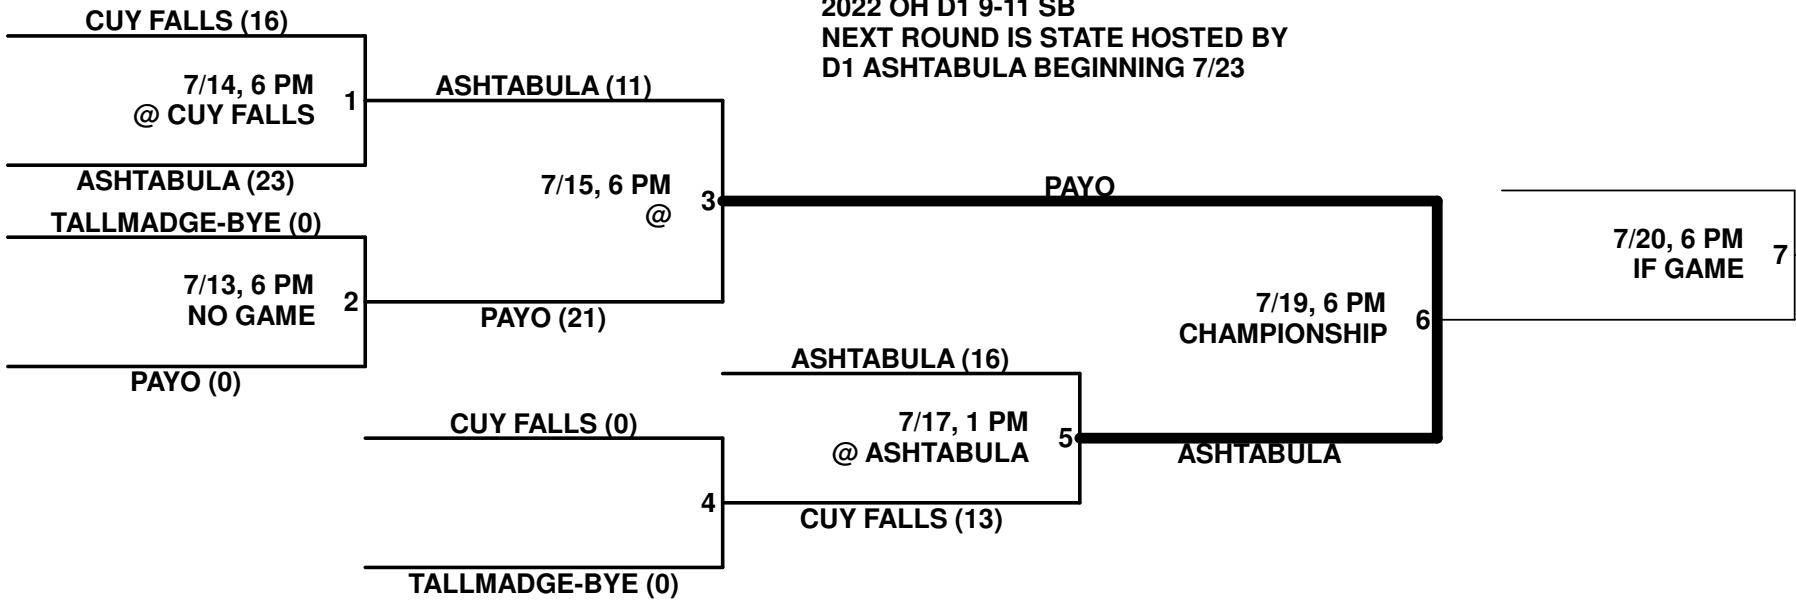 2022 OH D1 9-11 SB
NEXT ROUND IS STATE HOSTED BY
D1 ASHTABULA BEGINNING 7/23
CUY FALLS (16)
7/14, 6 PM
@ CUY FALLS
1
ASHTABULA (23)
ASHTABULA (11)
TALLMADGE-BYE (0)
7/13, 6 PM
NO GAME
2
PAYO (0)
7/15, 6 PM
@
3
PAYO (21)
PAYO
CUY FALLS (0)
4
TALLMADGE-BYE (0)
ASHTABULA (16)
7/17, 1 PM
@ ASHTABULA
5
CUY FALLS (13)
7/19, 6 PM
CHAMPIONSHIP
6
ASHTABULA
7/20, 6 PM
IF GAME
7